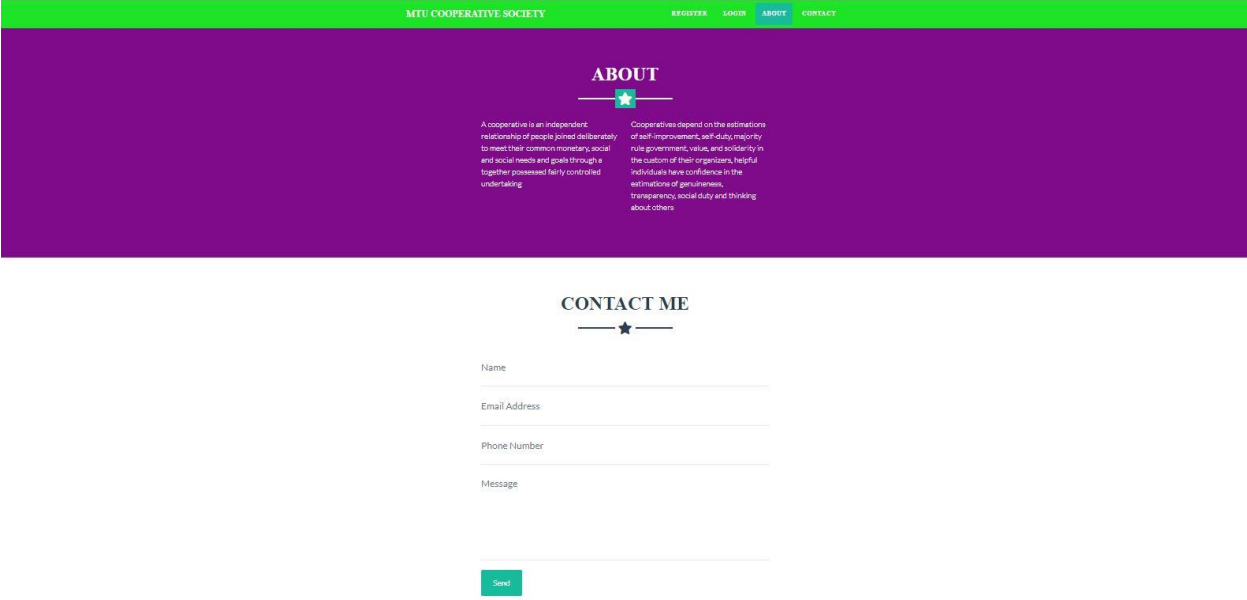 MTU COOPERATIVE SOCIETY
REGISTER LOGIN ABOUT CONTACT
ABOUT
A cooperative is an independent
relationship of people joined deliberately
to meet their common monetary, social
and social needs and goals through a
together possessed fairly controlled
undertaking
Cooperatives depend on the estimations
of self-improvement, self-duty, majority
rule government, value, and solidarity in
the custom of their organizers, helpful
individuals have confidence in the
estimations of genuineness,
transparency, social duty and thinking
about others
CONTACT ME
Name
Email Address
Phone Number
Message
Send